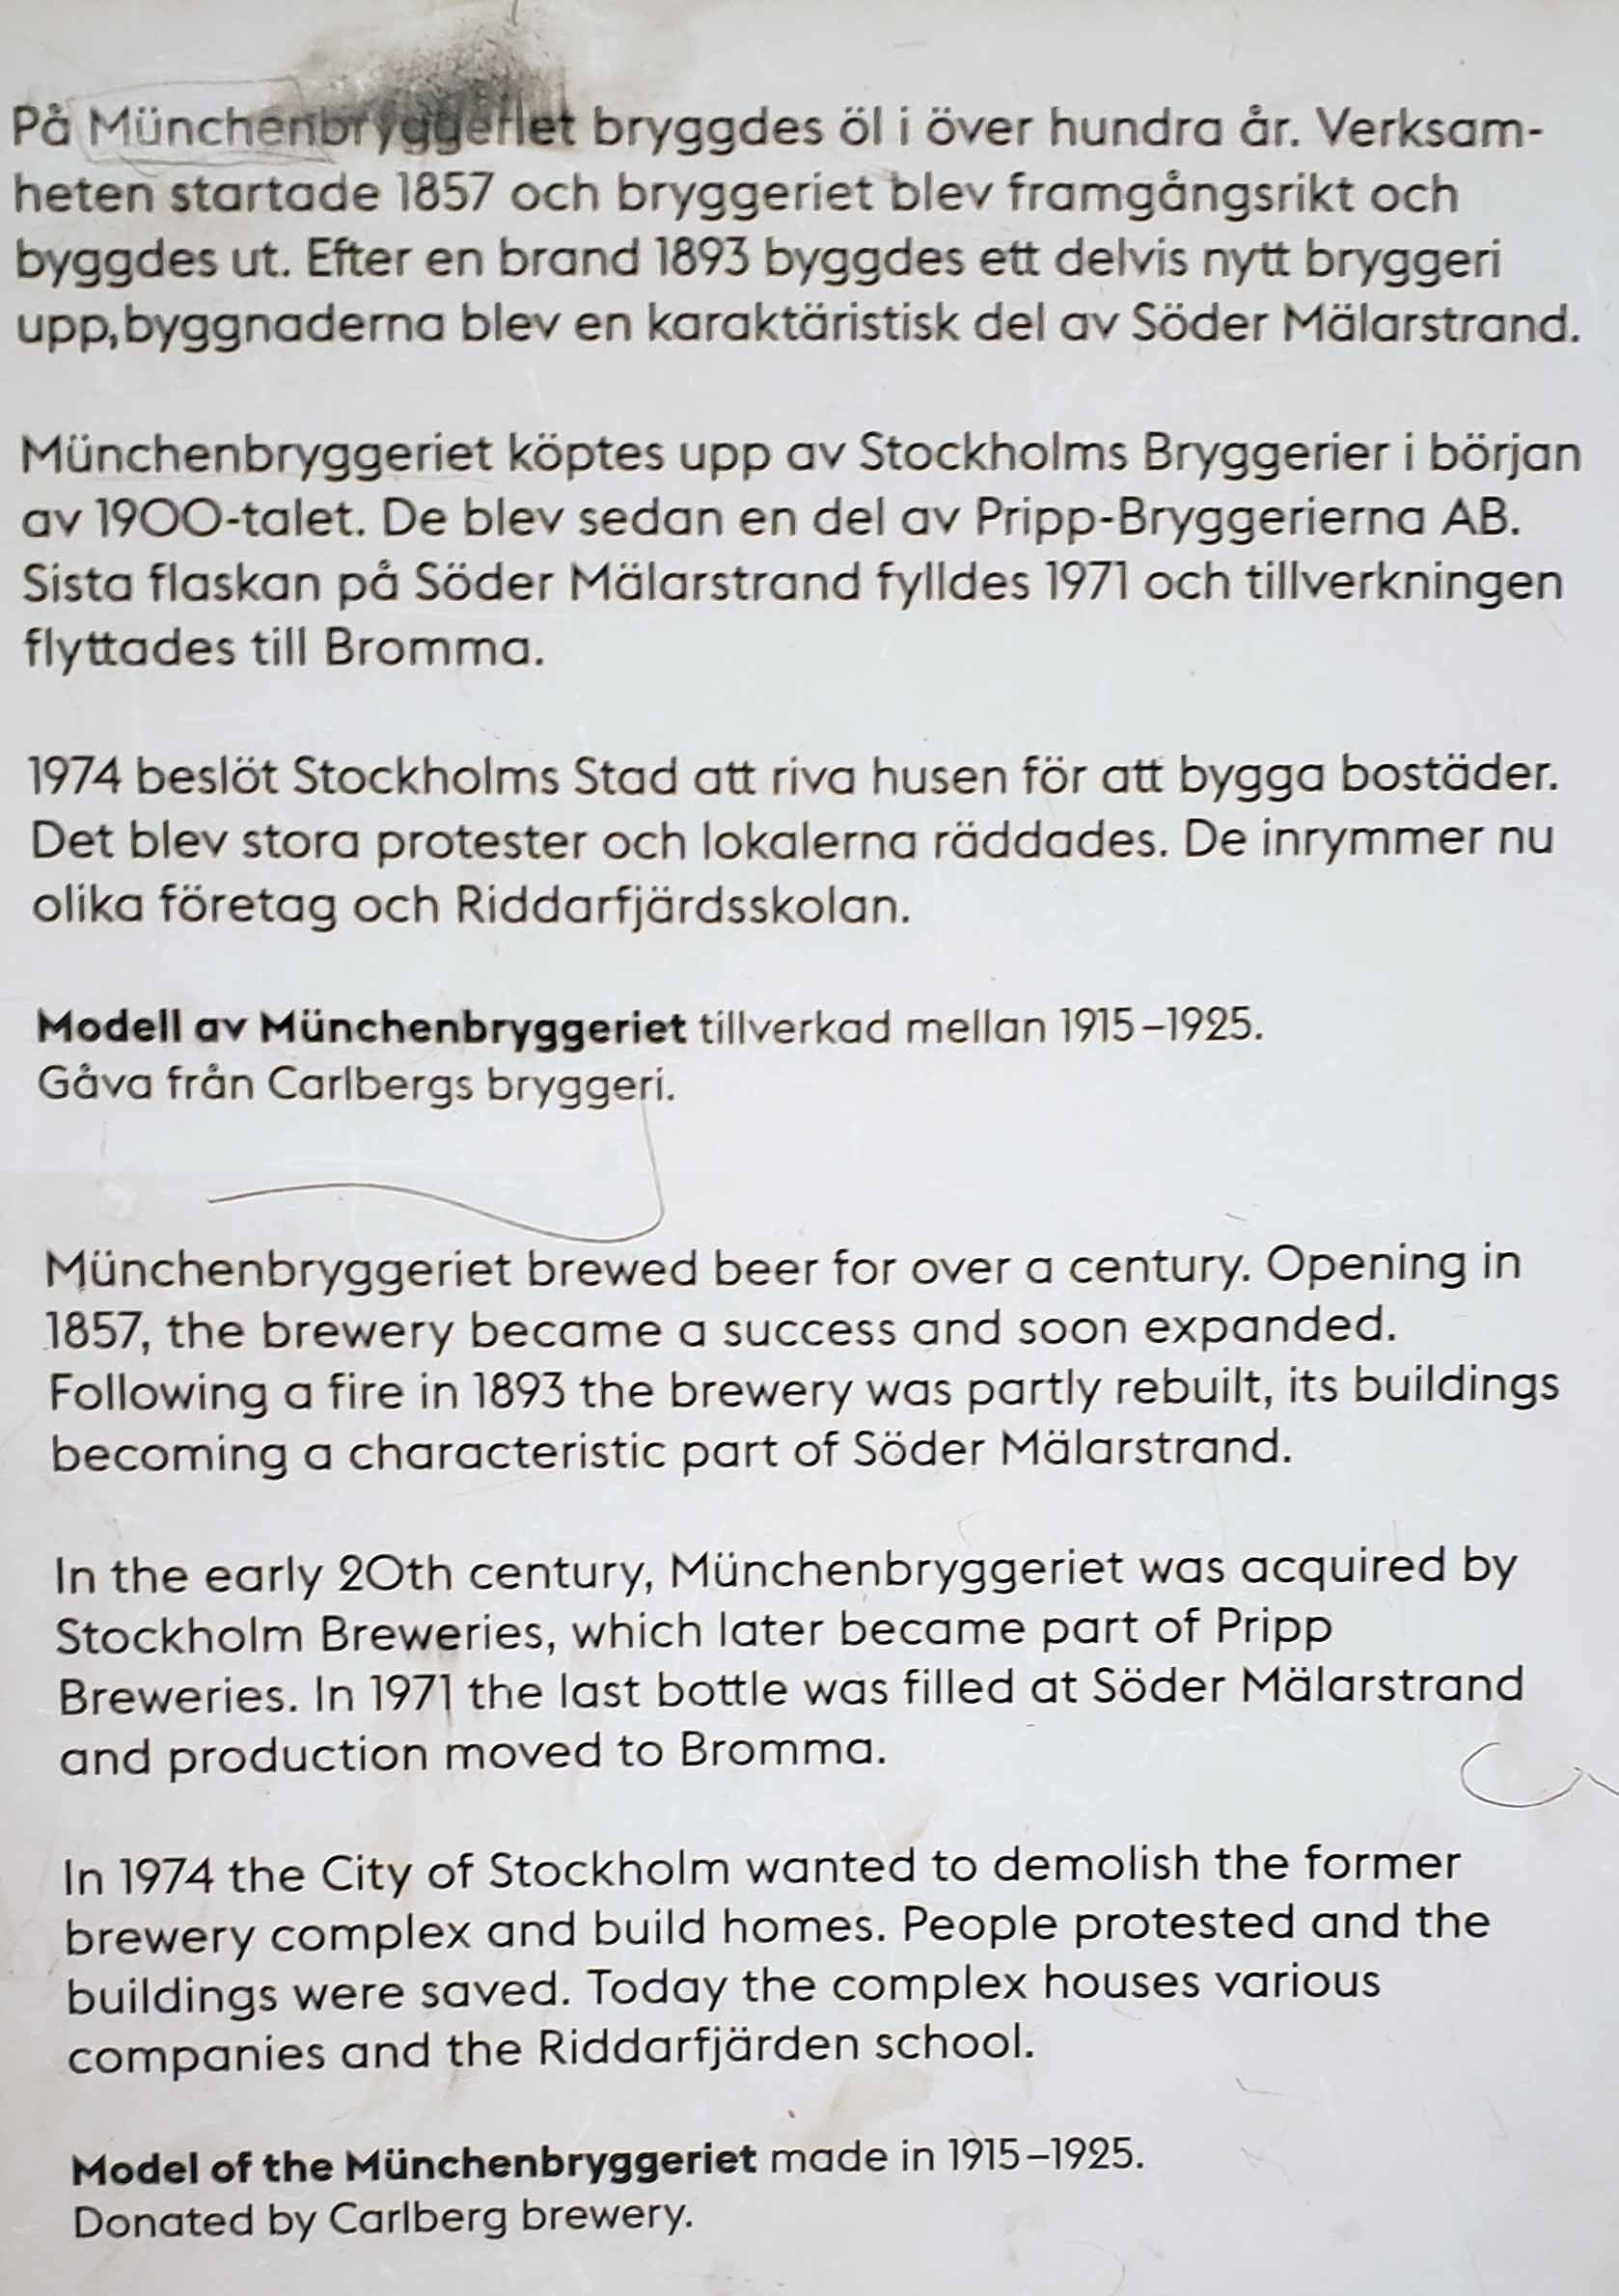 På Münchenbryggeriet bryggdes öl i över hundra år. Verksam-
heten startade 1857 och bryggeriet blev framgångsrikt och
byggdes ut. Efter en brand 1893 byggdes ett delvis nytt bryggeri
upp,byggnaderna blev en karaktäristisk del av Söder Mälarstrand.
Münchenbryggeriet köptes upp av Stockholms Bryggerier i början
av 1900-talet. De blev sedan en del av Pripp-Bryggerierna AB.
Sista flaskan på Söder Mälarstrand fylldes 1971 och tillverkningen
flyttades till Bromma.
1974 beslöt Stockholms Stad att riva husen för att bygga bostäder.
Det blev stora protester och lokalerna räddades. De inrymmer nu
olika företag och Riddarfjärdsskolan.
Modell av Münchenbryggeriet tillverkad mellan 1915–1925.
Gåva från Carlbergs bryggeri.
Münchenbryggeriet brewed beer for over a century. Opening in
1857, the brewery became a success and soon expanded.
Following a fire in 1893 the brewery was partly rebuilt, its buildings
becoming a characteristic part of Söder Mälarstrand.
In the early 20th century, Münchenbryggeriet was acquired by
Stockholm Breweries, which later became part of Pripp
Breweries. In 1971 the last bottle was filled at Söder Mälarstrand
and production moved to Bromma.
In 1974 the City of Stockholm wanted to demolish the former
brewery complex and build homes. People protested and the
buildings were saved. Today the complex houses various
companies and the Riddarfjärden school.
Model of the Münchenbryggeriet made in 1915–1925.
Donated by Carlberg brewery.